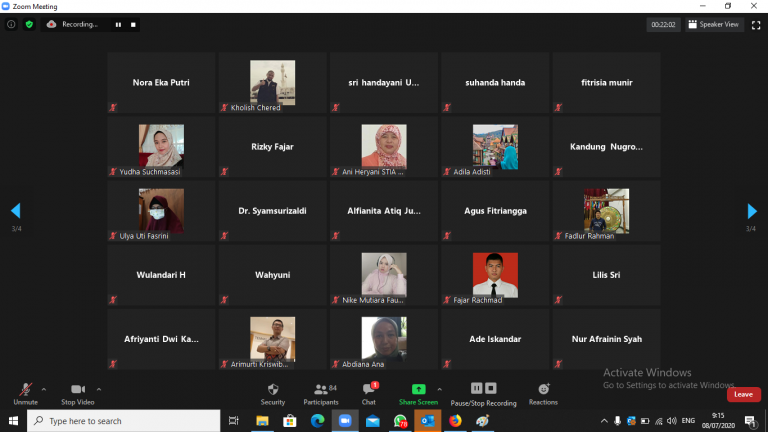 Zoom Meeting
Recording...
00:22:02
Speaker View
Nora Eka Putri
Kholish Chered
sri handayani U...
suhanda handa
fitrisia munir
Yudha Suchmasasi
Rizky Fajar
Ani Heryani STIA ...
Adila Adisti
Kandung Nugro...
Ulya Uti Fasrini
Dr. Syamsurizaldi
Alfianita Atiq Ju...
Agus Fitriangga
Fadlur Rahman
3/4
3/4
Wulandari H
Wahyuni
Nike Mutiara Fau...
Fajar Rachmad
Lilis Sri
Afriyanti Dwi Ka...
Arimurti Kriswib...
Abdiana Ana
Ade Iskandar
Nur Afrainin Syah
Activate Windows
Go to Settings to activate Windows.
Unmute
Stop Video
Security
Participants
84
Chat
1
Share Screen
Pause/Stop Recording
Reactions
Leave
Type here to search
78
ENG
9:15
08/07/2020